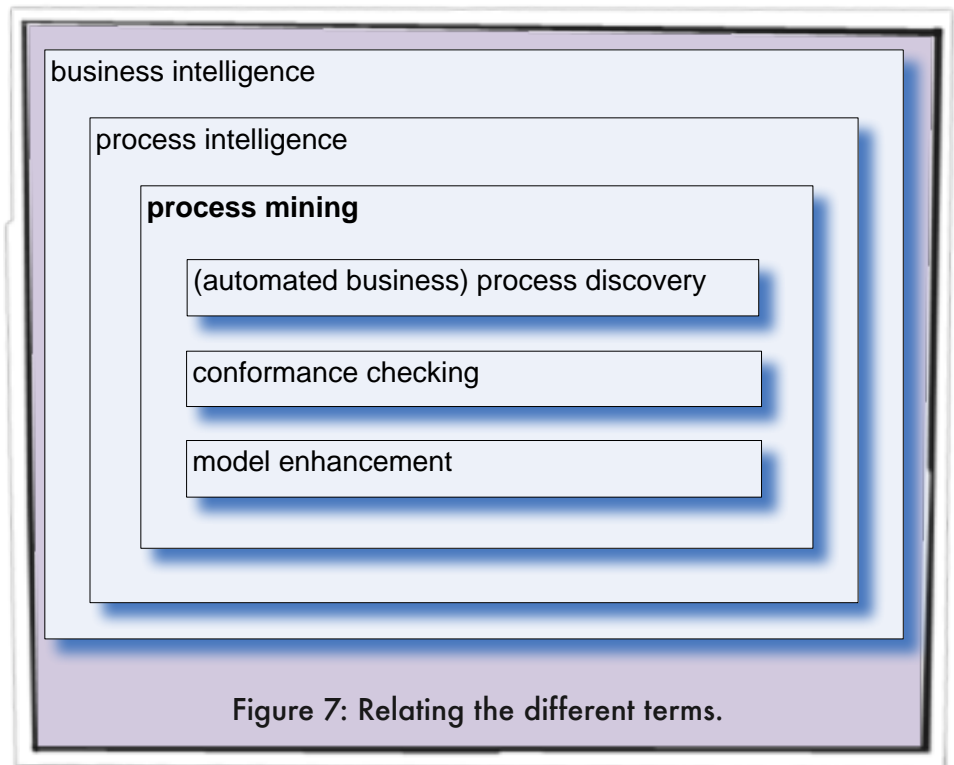 business intelligence
process intelligence
process mining
(automated business) process discovery
conformance checking
model enhancement
Figure 7: Relating the different terms.